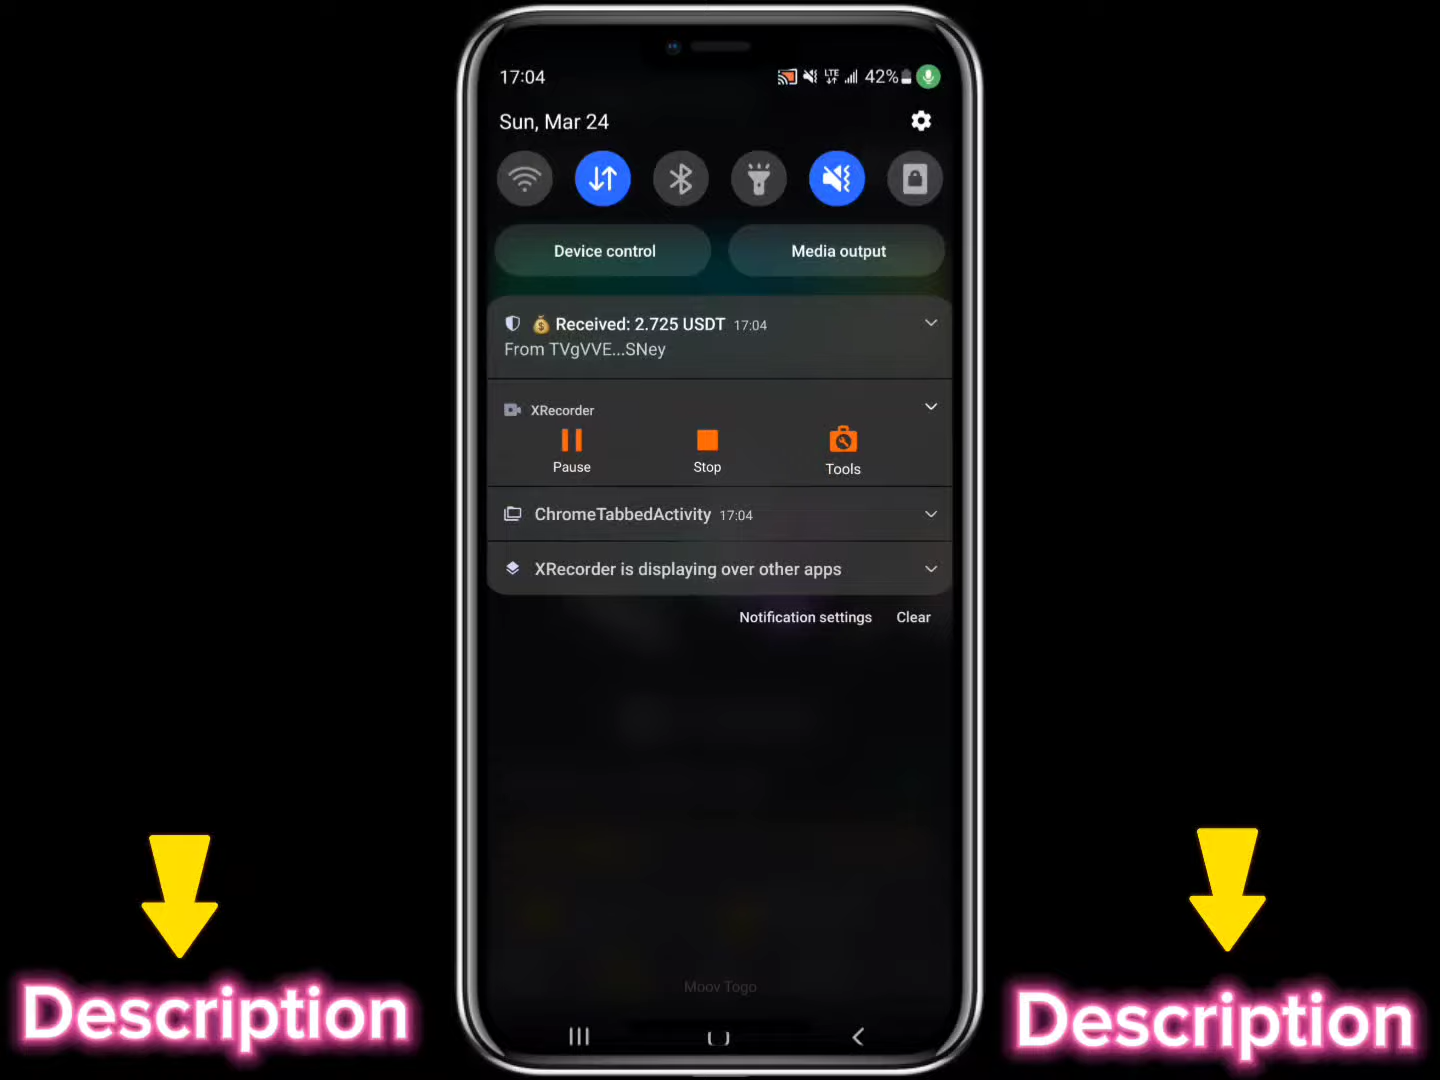 17:04
LTE
42%
Sun, Mar 24
Device control
Media output
Received: 2.725 USDT 17:04
From TVgVVE...SNey
XRecorder
Pause
Stop
Tools
ChromeTabbedActivity 17:04
XRecorder is displaying over other apps
Notification settings
Clear
Moov Togo
Description
Description